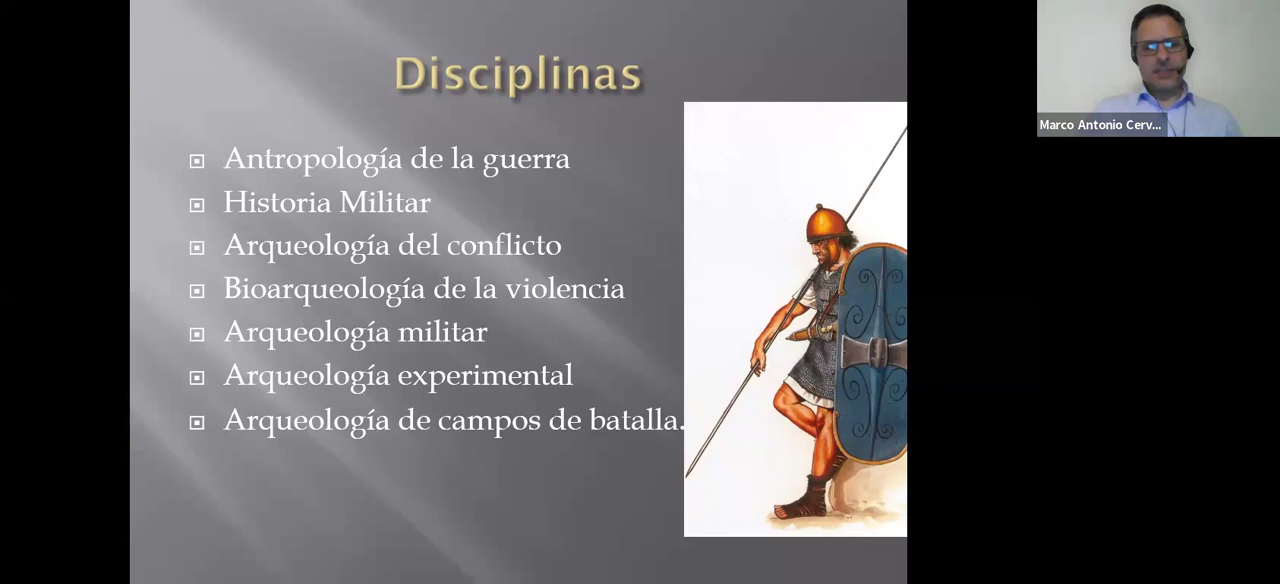 Disciplinas
Antropología de la guerra
Historia Militar
Arqueología del conflicto
Bioarqueología de la violencia
Arqueología militar
Arqueología experimental
Arqueología de campos de batalla.
Marco Antonio Cerv...